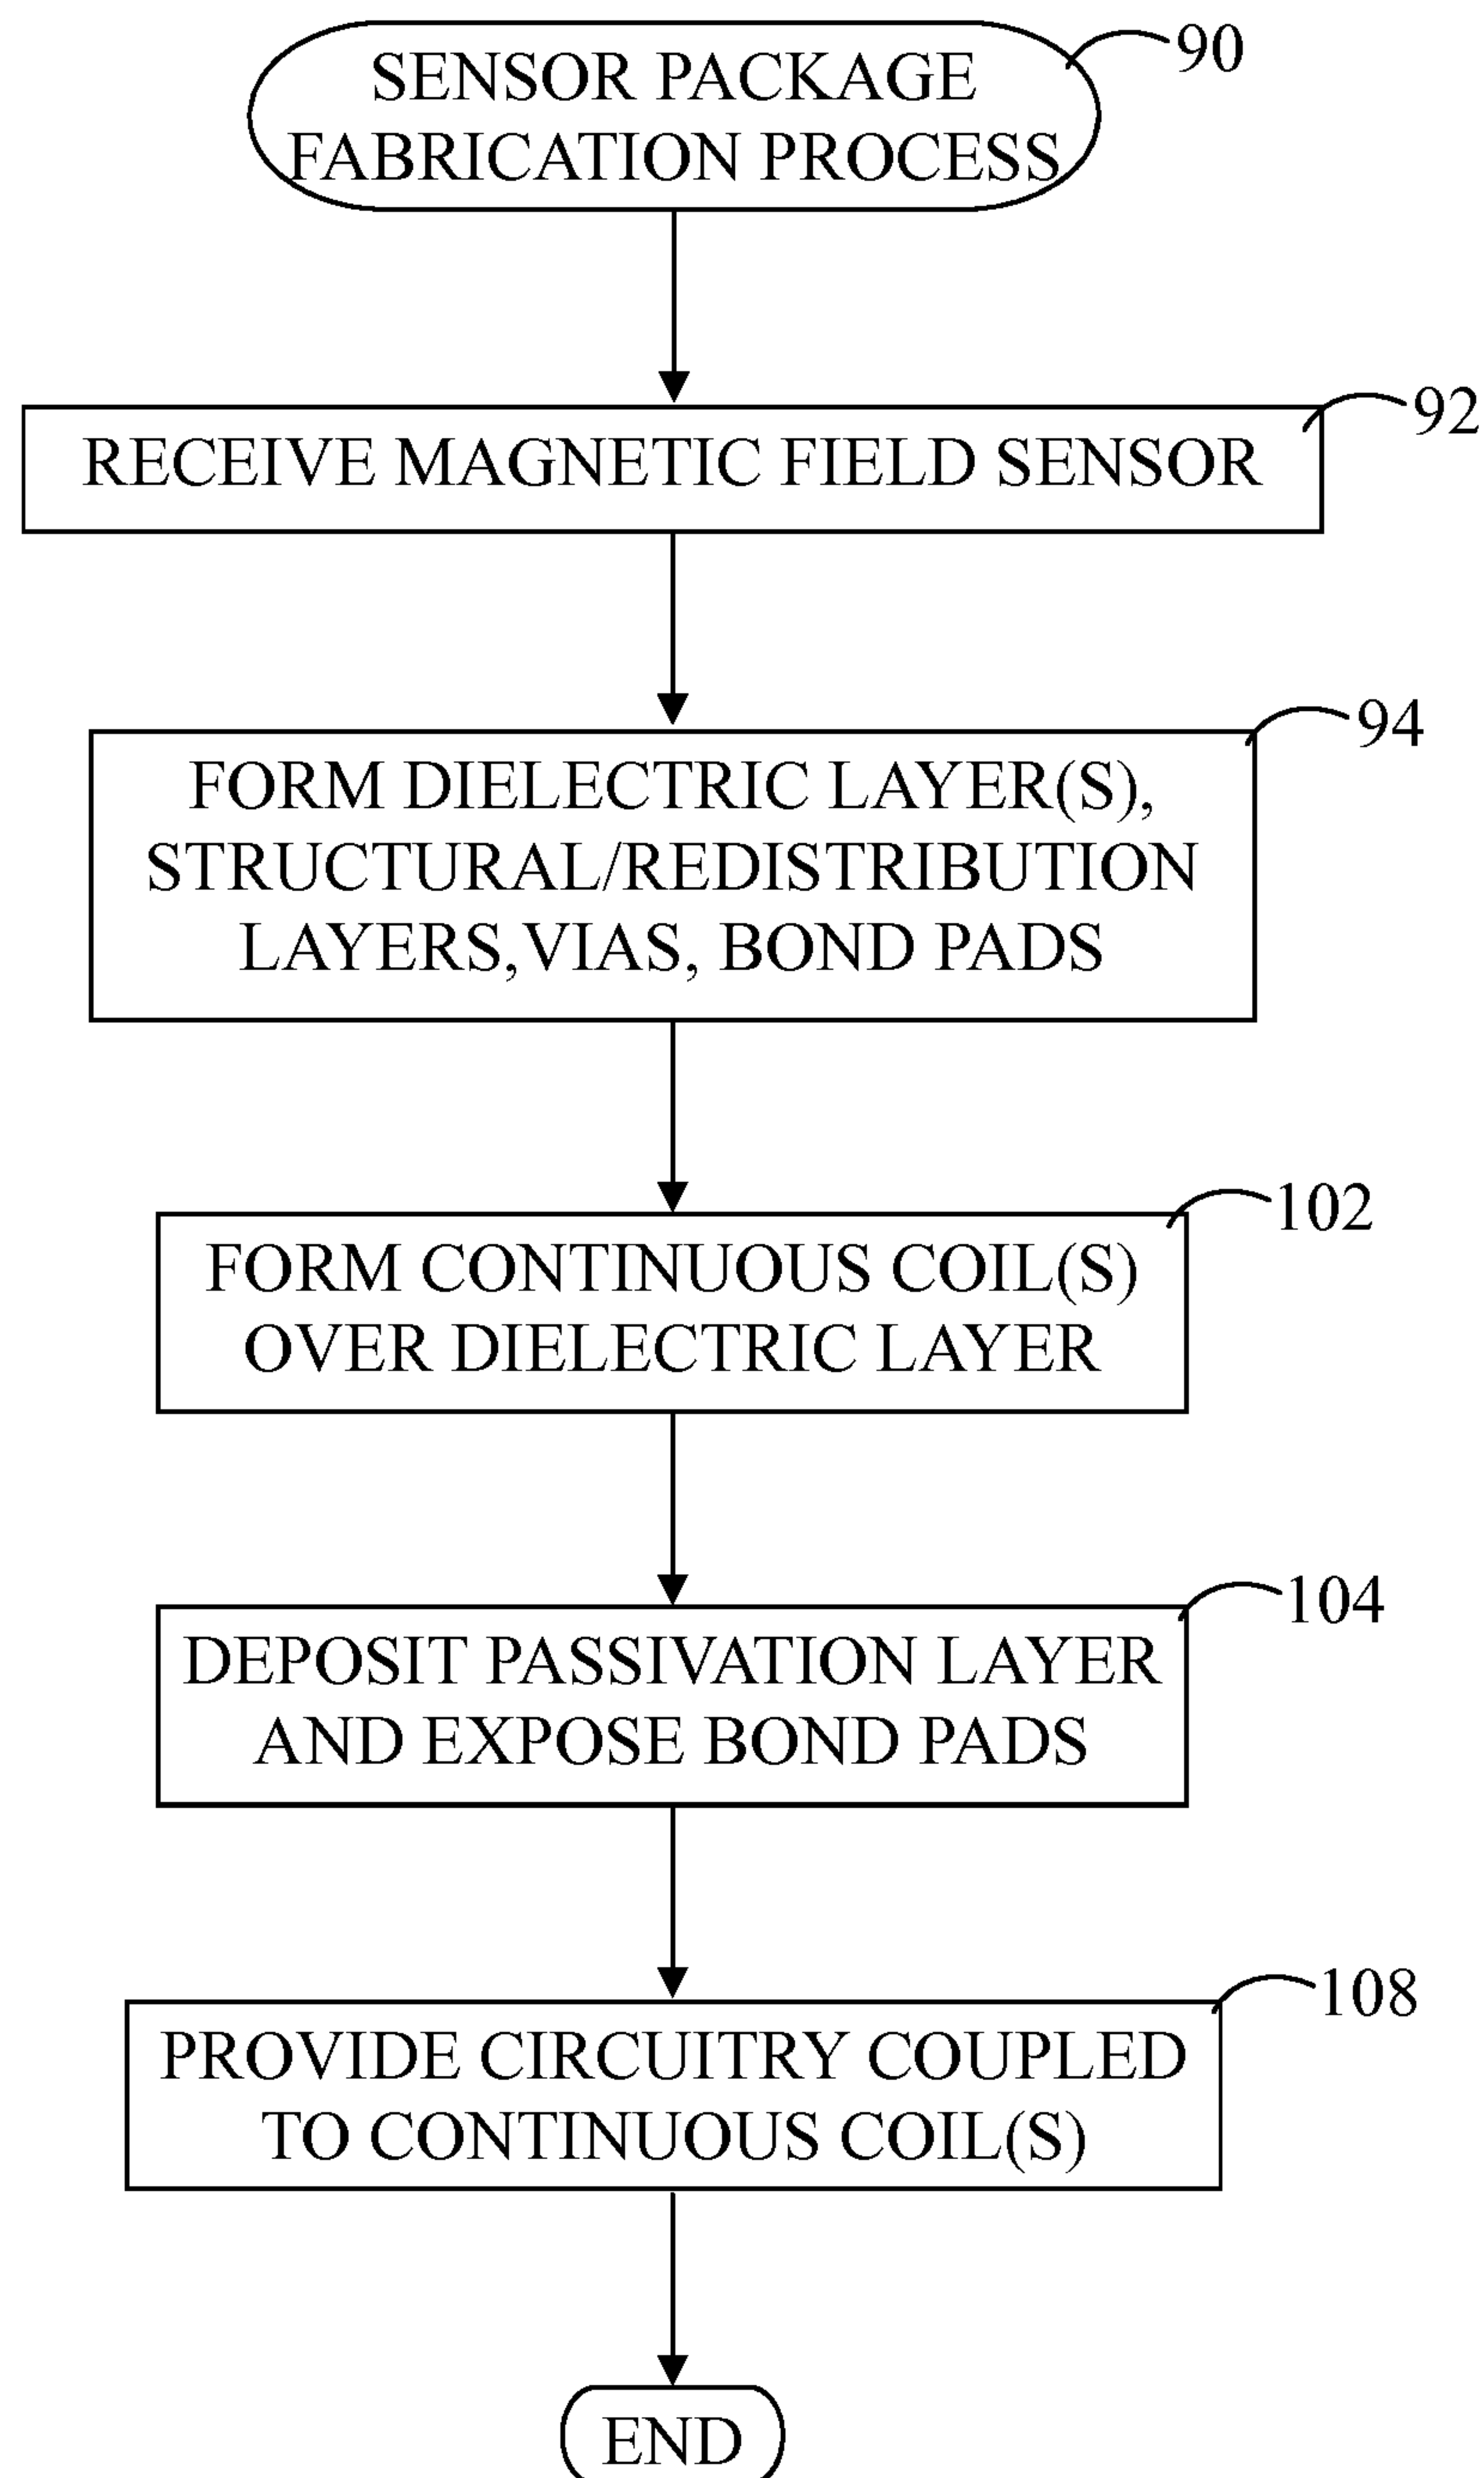 SENSOR PACKAGE
FABRICATION PROCESS
90
RECEIVE MAGNETIC FIELD SENSOR
92
FORM DIELECTRIC LAYER(S),
STRUCTURAL/REDISTRIBUTION
LAYERS,VIAS, BOND PADS
94
FORM CONTINUOUS COIL(S)
OVER DIELECTRIC LAYER
102
DEPOSIT PASSIVATION LAYER
AND EXPOSE BOND PADS
104
PROVIDE CIRCUITRY COUPLED
TO CONTINUOUS COIL(S)
108
END